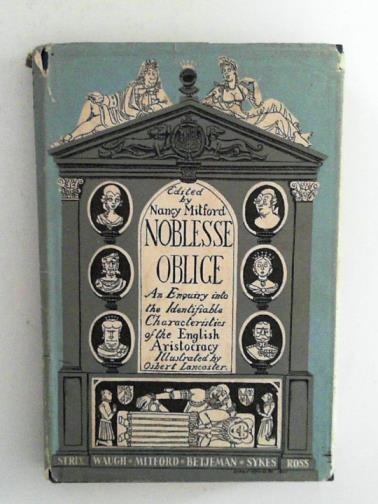 Edited
by
Nancy Mitford
NOBLESSE
OBLIGE
An Enquiry into
the Identifiable
Characteristics
of the English
Aristocracy
Illustrated by
Osbert Lancaster.
STRIX WAUGH • MITFORD • BETJEMAN • SYKES ROSS